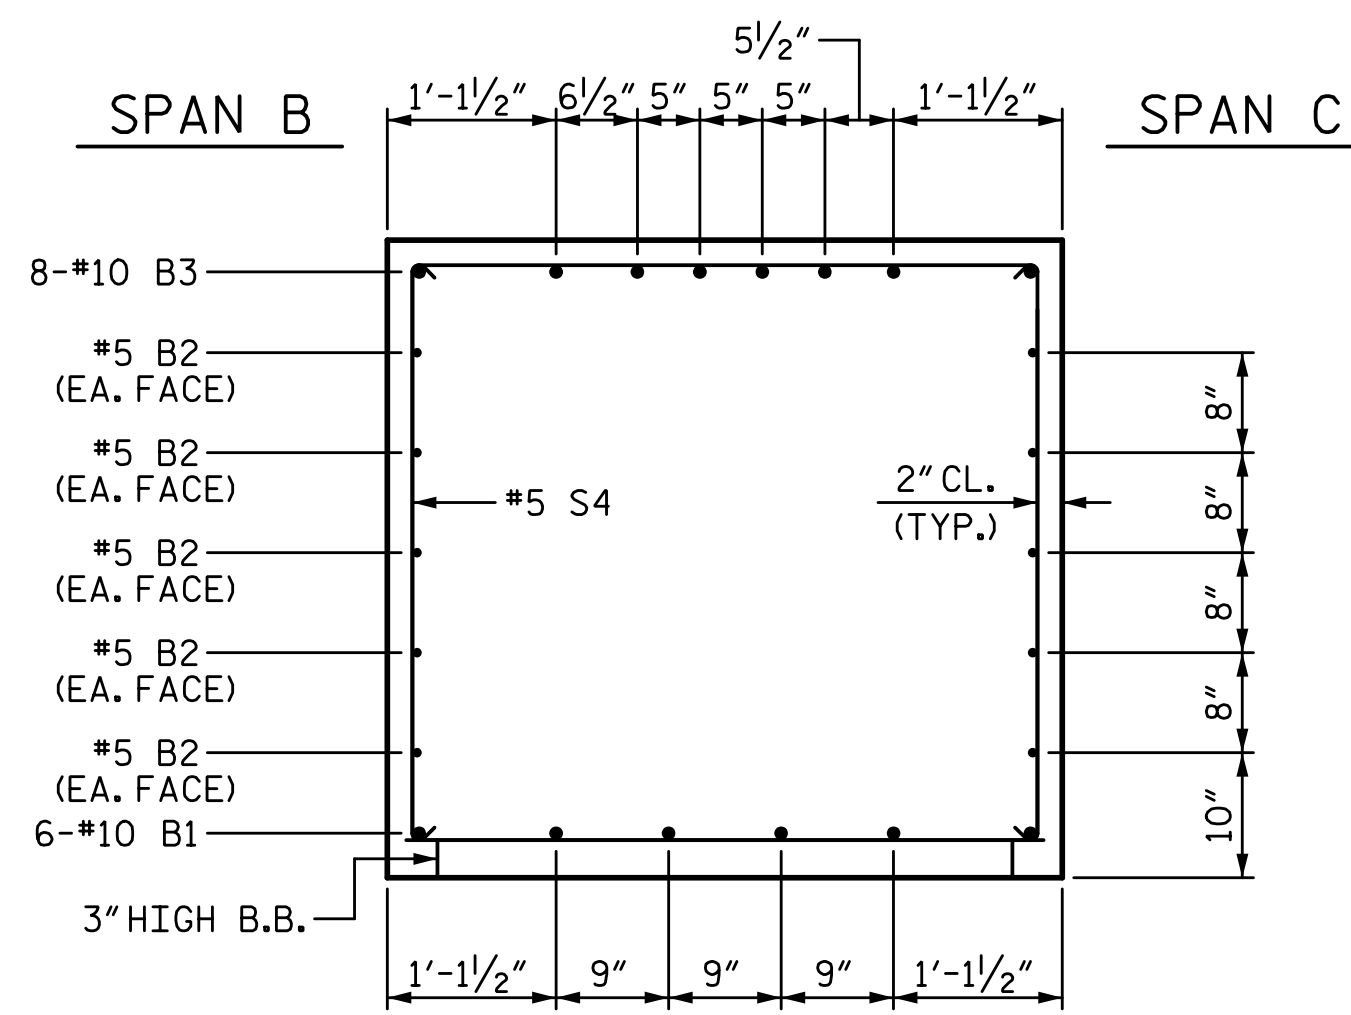 5½"
1'-1½" 6½" 5" 5" 5" 1'-1½"
SPAN B
SPAN C
8-#10 B3
#5 B2
(EA. FACE)
8"
#5 B2
(EA. FACE)
2" CL.
(TYP.)
#5 S4
8"
#5 B2
(EA. FACE)
8"
#5 B2
(EA. FACE)
8"
#5 B2
(EA. FACE)
10"
6-#10 B1
3" HIGH B.B.
1'-1½" 9" 9" 9" 1'-1½"